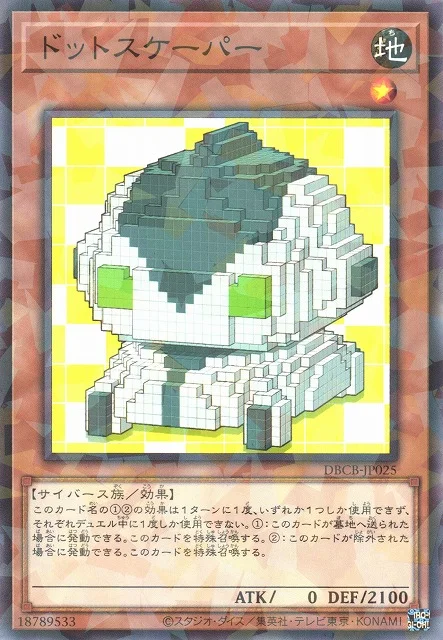 ドットスケーパー
地
DBCB-JP025
【サイバース族／効果】
このカード名の①②の効果は1ターンに1度、いずれか1つしか使用できず、
それぞれデュエル中に1度しか使用できない。①：このカードが墓地へ送られた
場合に発動できる。このカードを特殊召喚する。②：このカードが除外された
場合に発動できる。このカードを特殊召喚する。
ATK/ 0 DEF/2100
18789533 ©スタジオ・ダイス／集英社・テレビ東京・KONAMI